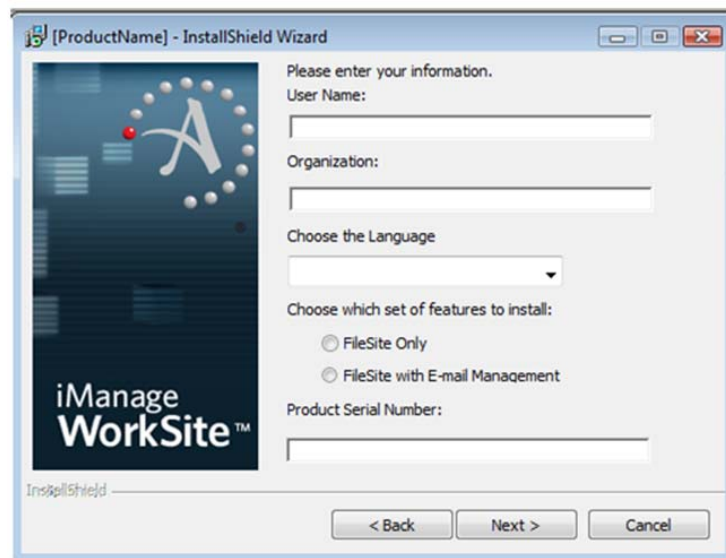 [ProductName] - InstallShield Wizard
Please enter your information.
User Name:
Organization:
Choose the Language
Choose which set of features to install:
FileSite Only
FileSite with E-mail Management
Product Serial Number:
A
iManage
WorkSite™
InstallShield
< Back
Next >
Cancel